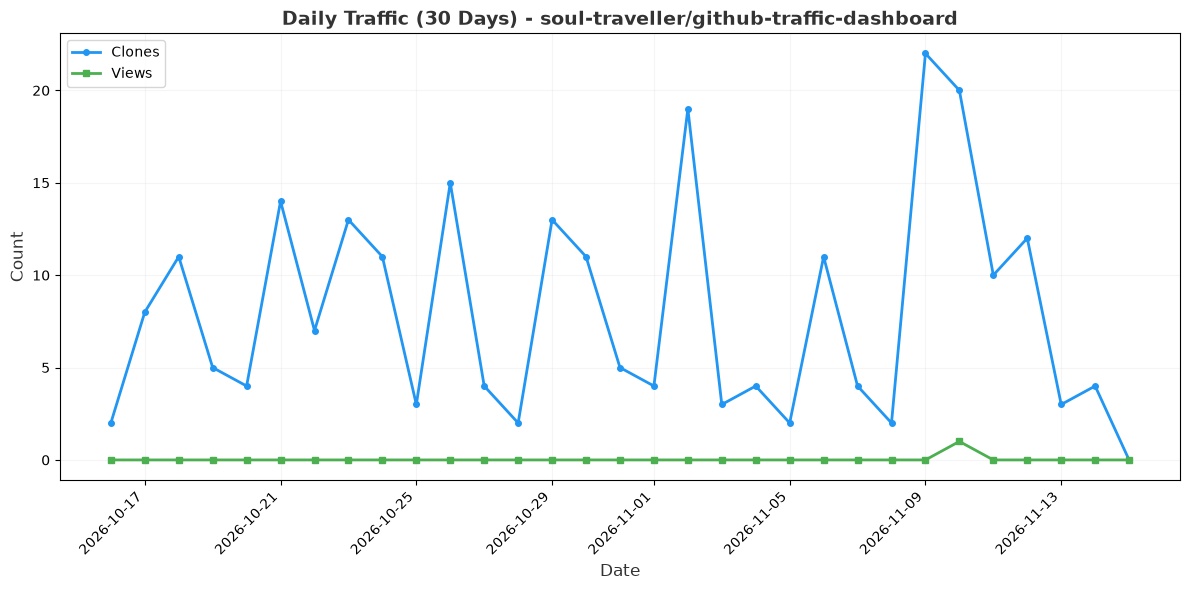 Daily Traffic (30 Days) - soul-traveller/github-traffic-dashboard
Clones
Views
Count
20
15
10
5
0
2026-10-17
2026-10-21
2026-10-25
2026-10-29
2026-11-01
2026-11-05
2026-11-09
2026-11-13
Date